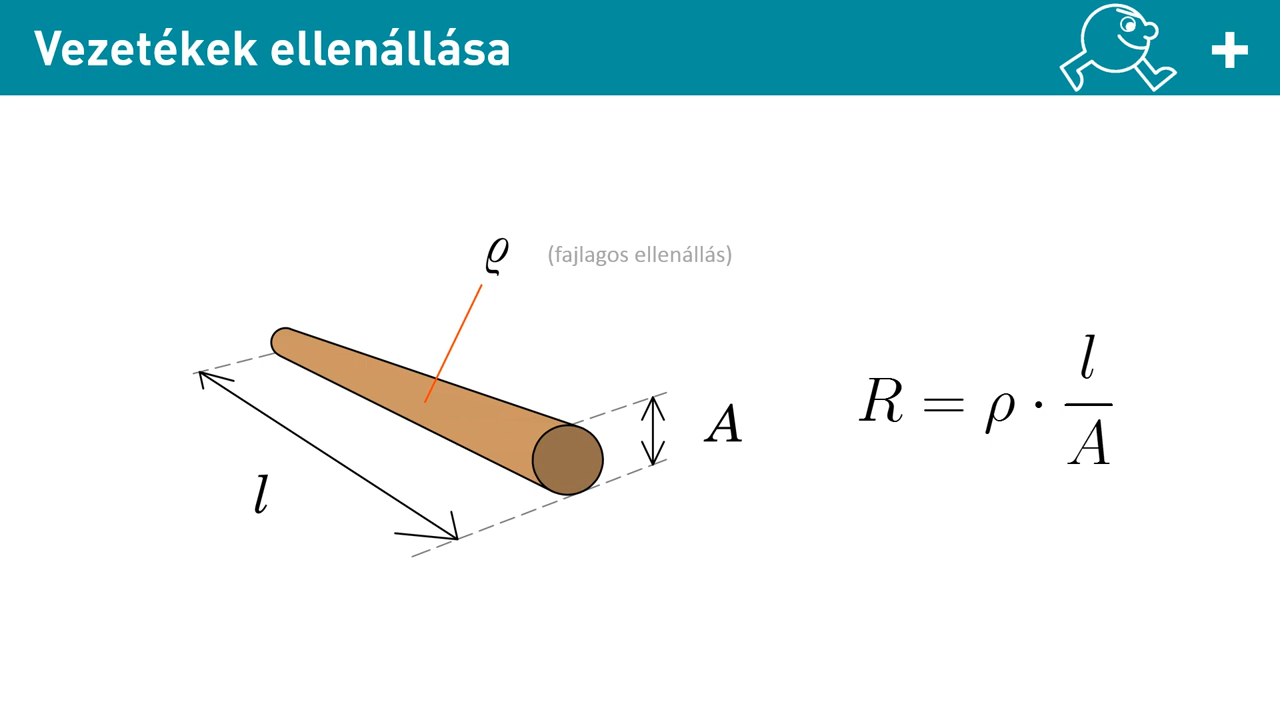 Vezetékek ellenállása
+
ϱ (fajlagos ellenállás)
l
A
R = ρ · l/A